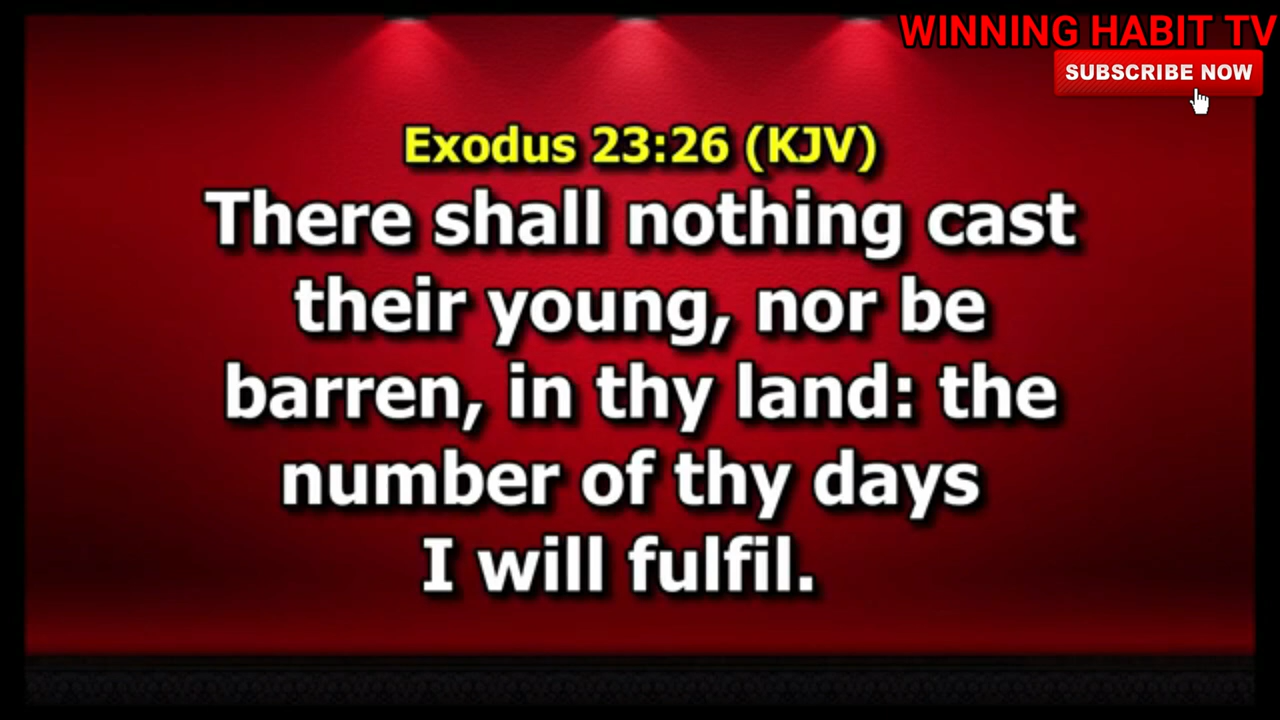 WINNING HABIT TV
SUBSCRIBE NOW
Exodus 23:26 (KJV)
There shall nothing cast
their young, nor be
barren, in thy land: the
number of thy days
I will fulfil.